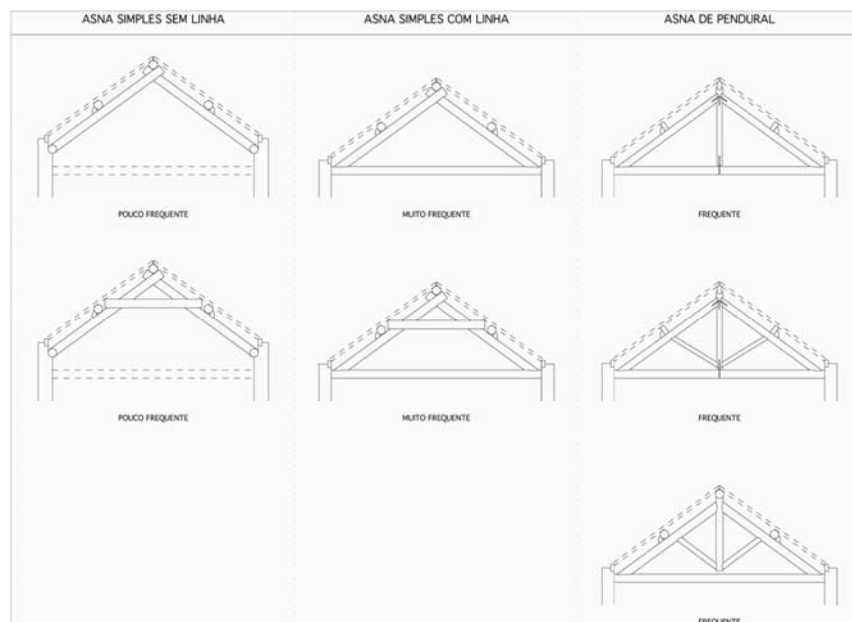 ASNA SIMPLES SEM LINHA
ASNA SIMPLES COM LINHA
ASNA DE PENDURAL
POUCO FREQUENTE
MUITO FREQUENTE
FREQUENTE
POUCO FREQUENTE
MUITO FREQUENTE
FREQUENTE
FREQUENTE